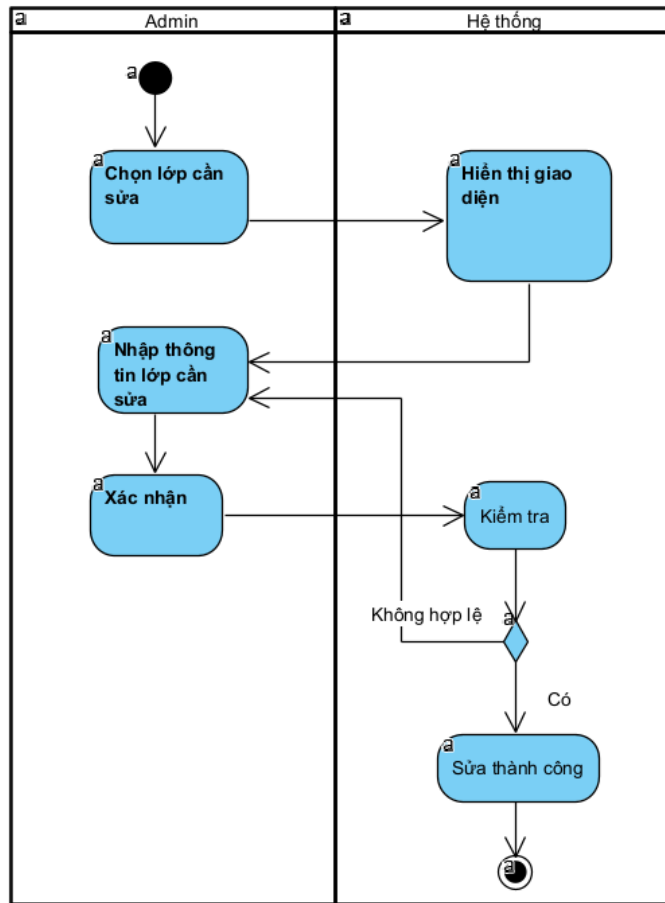 a Admin
a Hệ thống
a
a
Chọn lớp cần
sửa
a
Hiển thị giao
diện
a
Nhập thông
tin lớp cần
sửa
a
Xác nhận
a
Kiểm tra
a
Không hợp lệ
Có
a
Sửa thành công
a